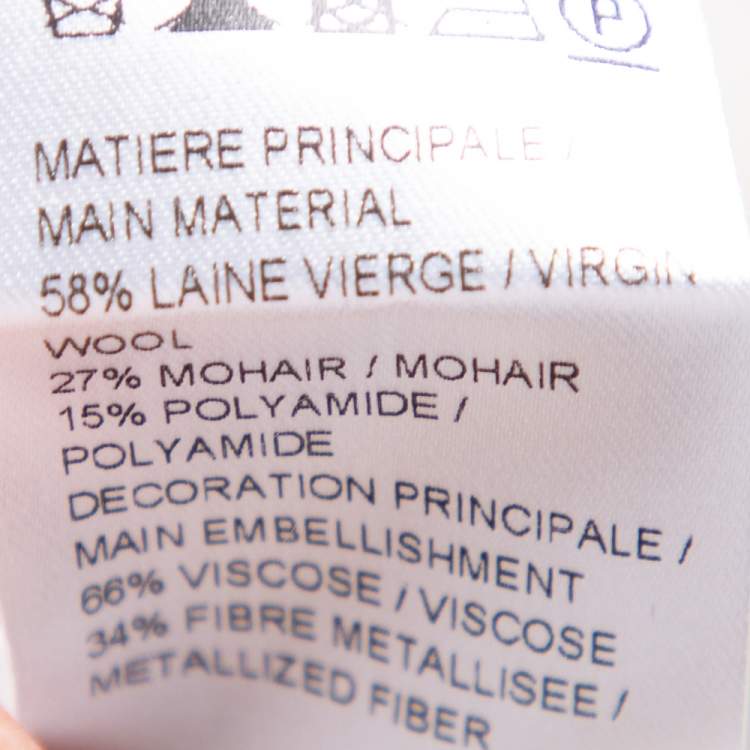 P
MATIERE PRINCIPALE /
MAIN MATERIAL
58% LAINE VIERGE / VIRGIN
WOOL
27% MOHAIR / MOHAIR
15% POLYAMIDE /
POLYAMIDE
DECORATION PRINCIPALE /
MAIN EMBELLISHMENT
66% VISCOSE / VISCOSE
34% FIBRE METALLISEE /
METALLIZED FIBER